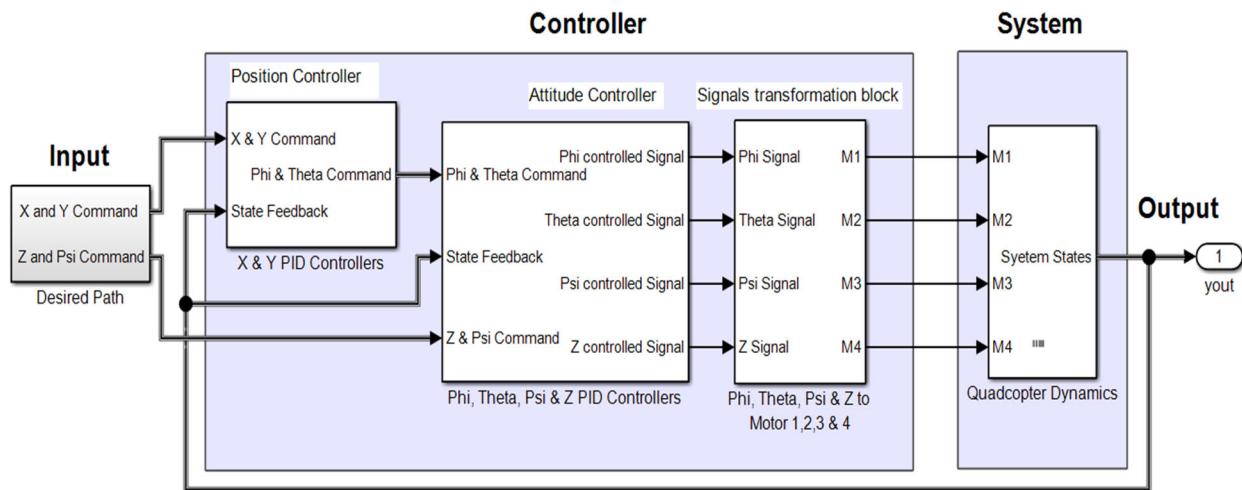 Controller
System
Input
Output
Position Controller
Attitude Controller
Signals transformation block
X and Y Command
Z and Psi Command
Desired Path
X & Y Command
Phi & Theta Command
State Feedback
X & Y PID Controllers
Phi & Theta Command
State Feedback
Z & Psi Command
Phi controlled Signal
Theta controlled Signal
Psi controlled Signal
Z controlled Signal
Phi, Theta, Psi & Z PID Controllers
Phi Signal
Theta Signal
Psi Signal
Z Signal
M1
M2
M3
M4
Phi, Theta, Psi & Z to
Motor 1,2,3 & 4
M1
M2
M3
M4
Syetem States
Quadcopter Dynamics
1
yout